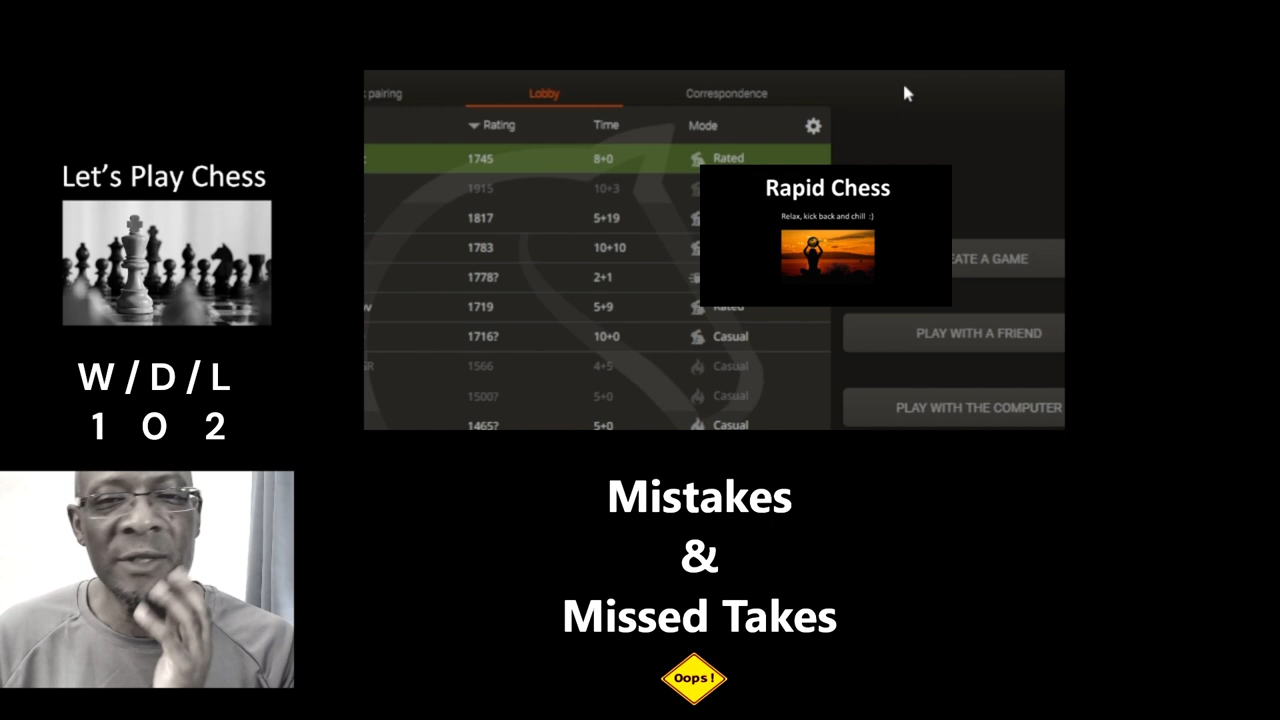 Let's Play Chess
W / D / L
1 0 2
pairing Lobby Correspondence
Rating Time Mode
1745 8+0 Rated
1915 10+3
1817 5+19
1783 10+10
1778? 2+1
1719 5+9 Rated
1716? 10+0 Casual
1566 4+5 Casual
1500? 5+0 Casual
1465? 5+0 Casual
Rapid Chess
Relax, kick back and chill :)
EATE A GAME
PLAY WITH A FRIEND
PLAY WITH THE COMPUTER
Mistakes
&
Missed Takes
Oops !